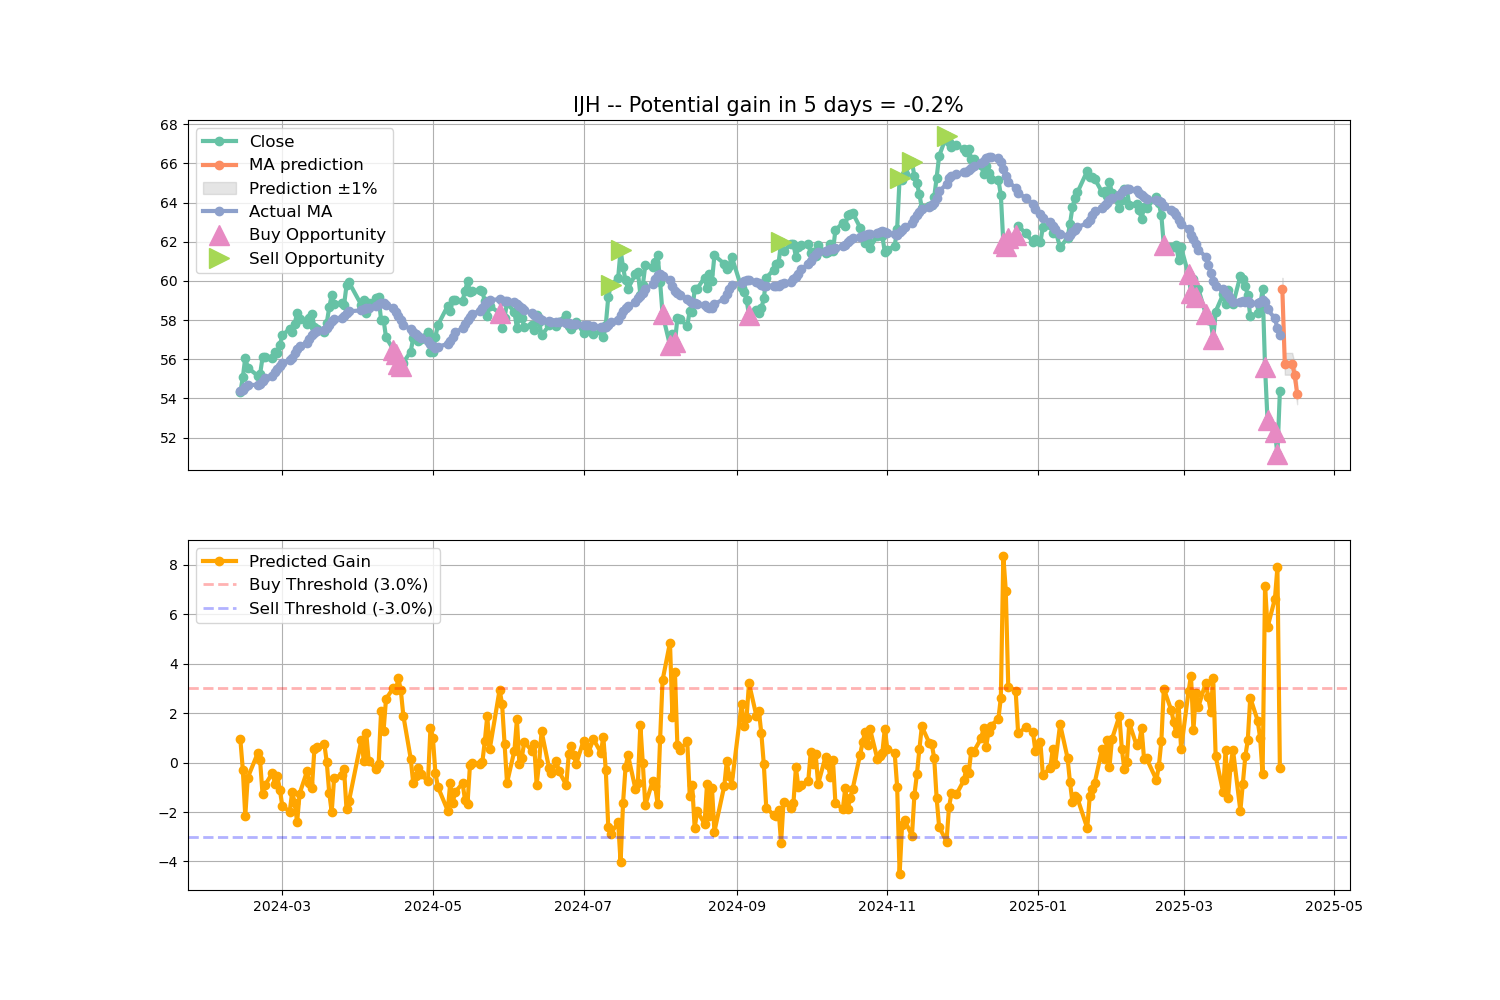 IJH -- Potential gain in 5 days = -0.2%
68
66
64
62
60
58
56
54
52
Close
MA prediction
Prediction ±1%
Actual MA
Buy Opportunity
Sell Opportunity
8
6
4
2
0
−2
−4
Predicted Gain
Buy Threshold (3.0%)
Sell Threshold (-3.0%)
2024-03 2024-05 2024-07 2024-09 2024-11 2025-01 2025-03 2025-05